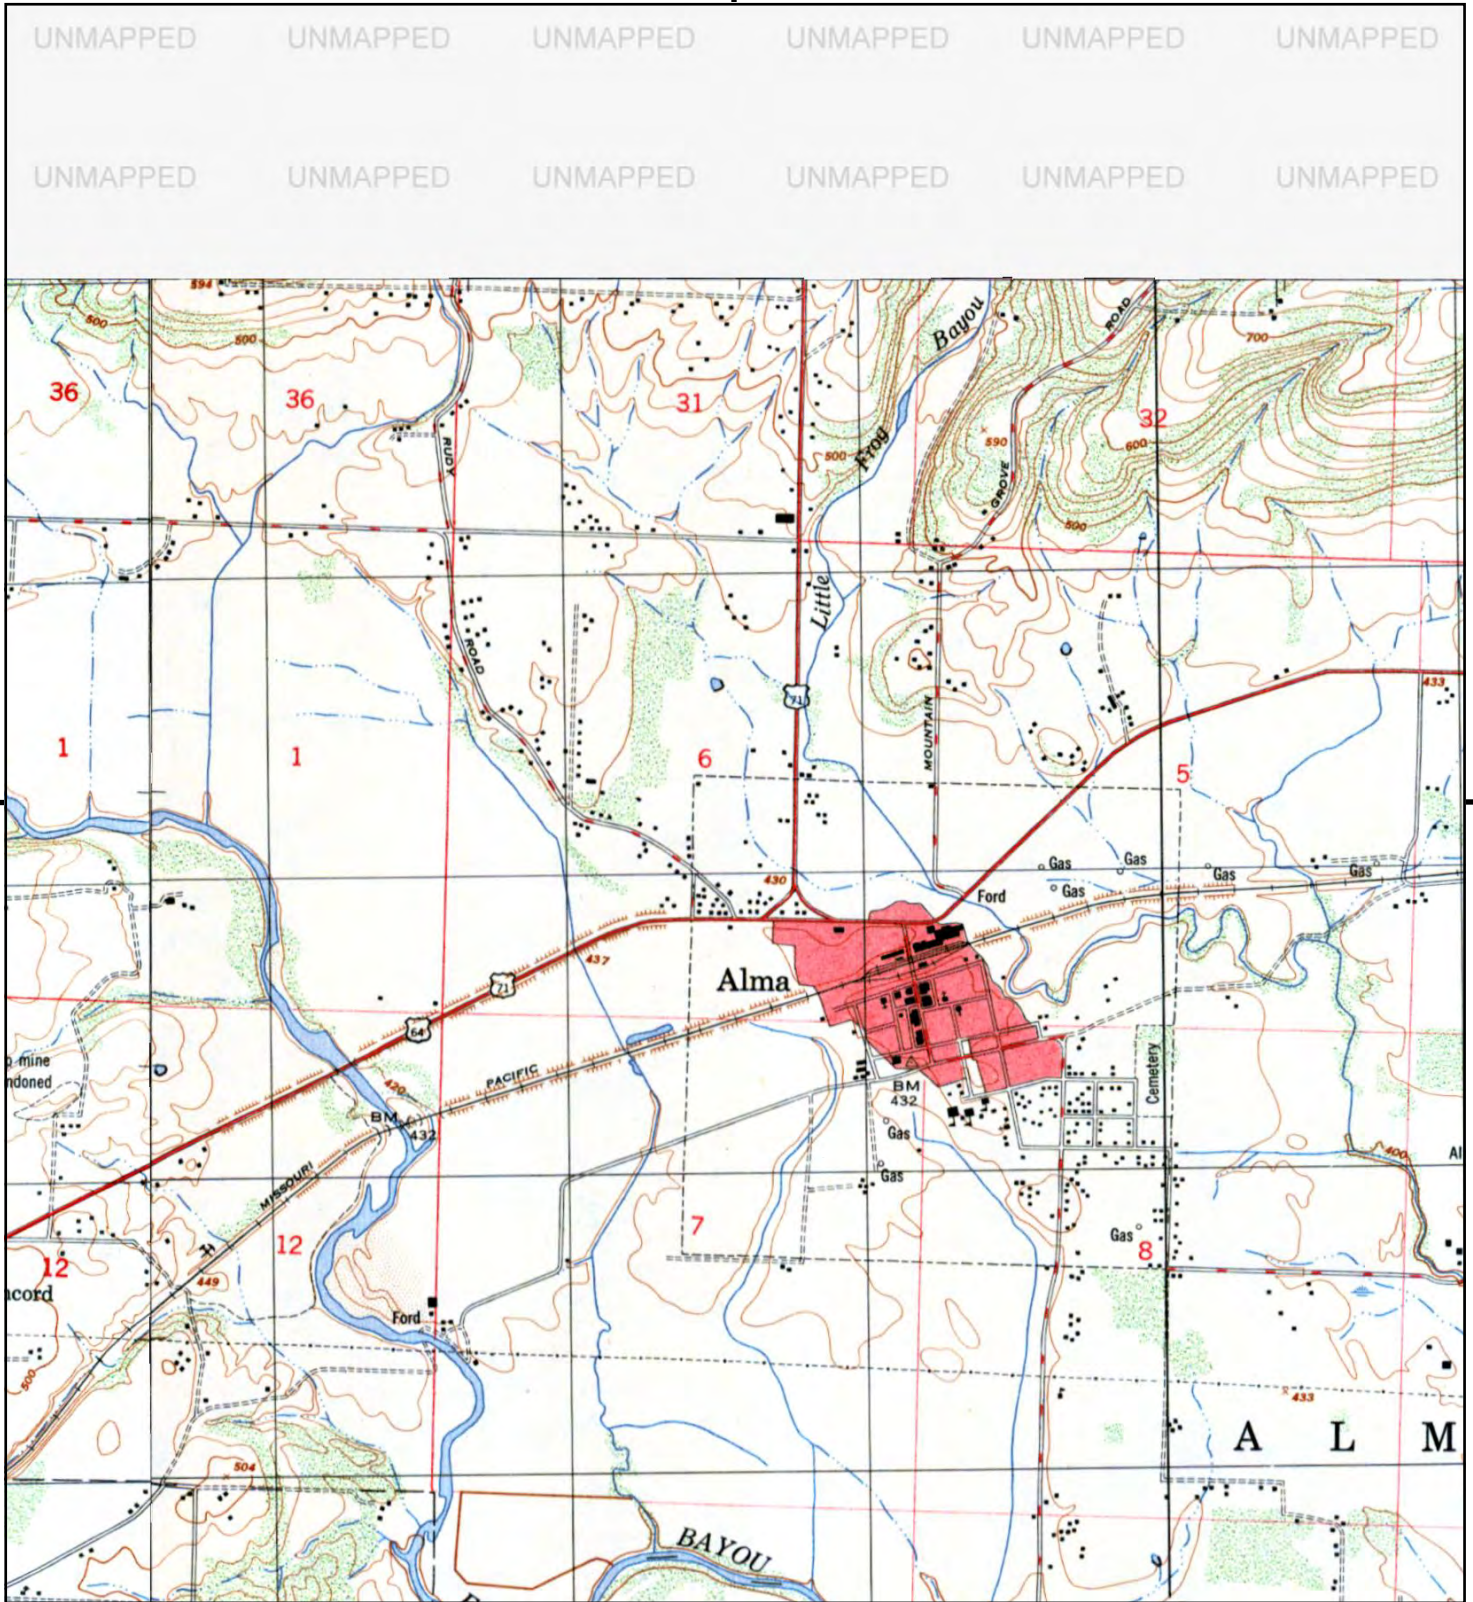 UNMAPPED UNMAPPED UNMAPPED UNMAPPED UNMAPPED UNMAPPED
UNMAPPED UNMAPPED UNMAPPED UNMAPPED UNMAPPED UNMAPPED
594
500
500
Bayou
ROAD
700
36
36
31
32
RUDY
500
Frog
590
600
GROVE
500
Little
ROAD
71
MOUNTAIN
433
1
1
6
5
430
Gas
Gas
Gas
Gas
Gas
Ford
437
Alma
71
64
mine
ndoned
PACIFIC
420
BM
432
BM
432
Cemetery
Gas
Gas
400
Al
MISSOURI
7
Gas
8
12
12
ncord
449
Ford
500
433
A L M
504
BAYOU